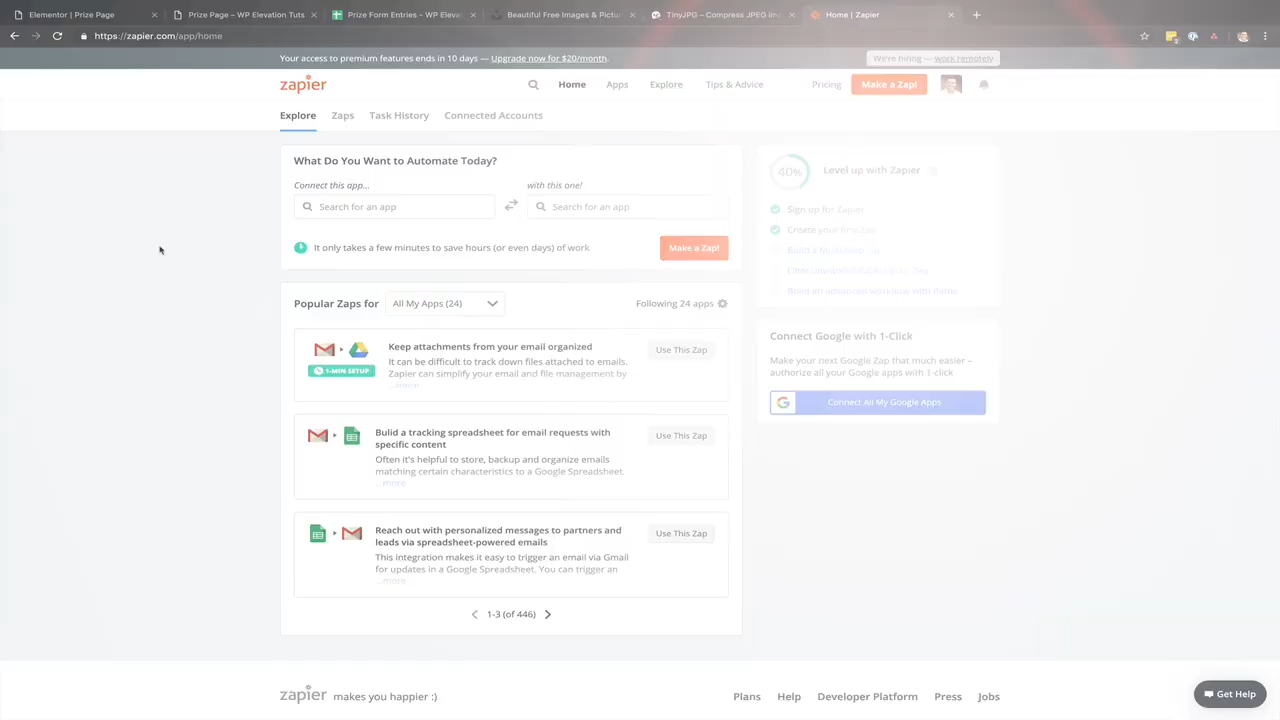 Elementor | Prize Page
Prize Page – WP Elevation Tuts
Prize Form Entries – WP Eleva
Beautiful Free Images & Pictu
TinyJPG – Compress JPEG im
Home | Zapier
https://zapier.com/app/home
Your access to premium features ends in 10 days — Upgrade now for $20/month.
We're hiring — work remotely
zapier
Home
Apps
Explore
Tips & Advice
Pricing
Make a Zap!
Explore
Zaps
Task History
Connected Accounts
What Do You Want to Automate Today?
Connect this app...
with this one!
Search for an app
Search for an app
It only takes a few minutes to save hours (or even days) of work
Make a Zap!
Popular Zaps for
All My Apps (24)
Following 24 apps
Keep attachments from your email organized
It can be difficult to track down files attached to emails.
Zapier can simplify your email and file management by
...more
1-MIN SETUP
Use This Zap
Bulid a tracking spreadsheet for email requests with
specific content
Often it's helpful to store, backup and organize emails
matching certain characteristics to a Google Spreadsheet.
...more
Use This Zap
Reach out with personalized messages to partners and
leads via spreadsheet-powered emails
This integration makes it easy to trigger an email via Gmail
for updates in a Google Spreadsheet. You can trigger an
...more
Use This Zap
1-3 (of 446)
40%
Level up with Zapier
Sign up for Zapier
Create your first Zap
Build a
Build an advanced workflow with Paths
Connect Google with 1-Click
Make your next Google Zap that much easier –
authorize all your Google apps with 1-click
Connect All My Google Apps
zapier makes you happier :)
Plans
Help
Developer Platform
Press
Jobs
Get Help